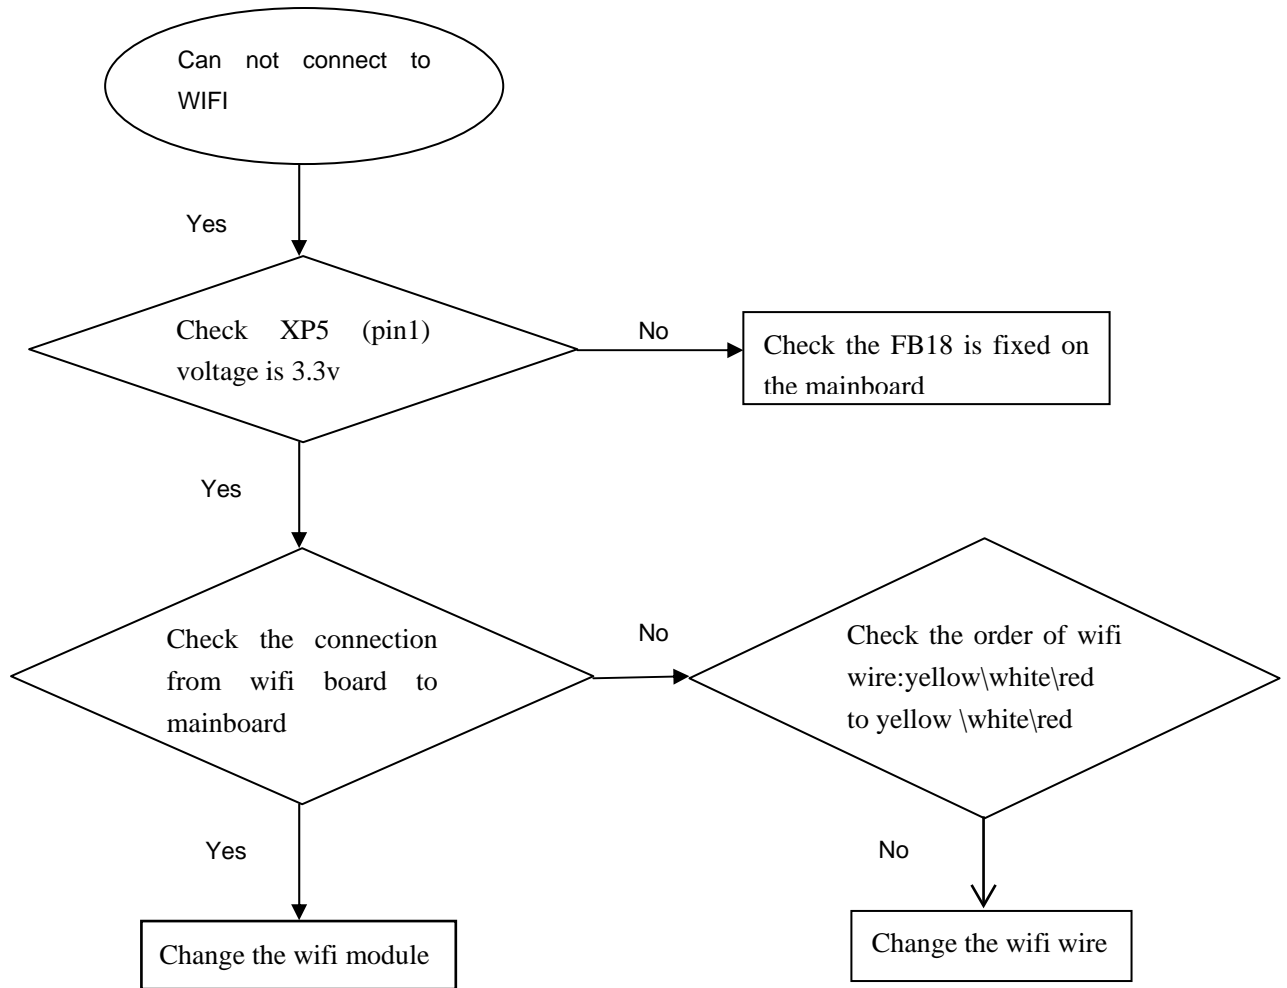 Can not connect to
WIFI
Yes
Check XP5 (pin1)
voltage is 3.3v
No
Check the FB18 is fixed on
the mainboard
Yes
Check the connection
from wifi board to
mainboard
No
Check the order of wifi
wire:yellow\white\red
to yellow \white\red
Yes
No
Change the wifi module
Change the wifi wire